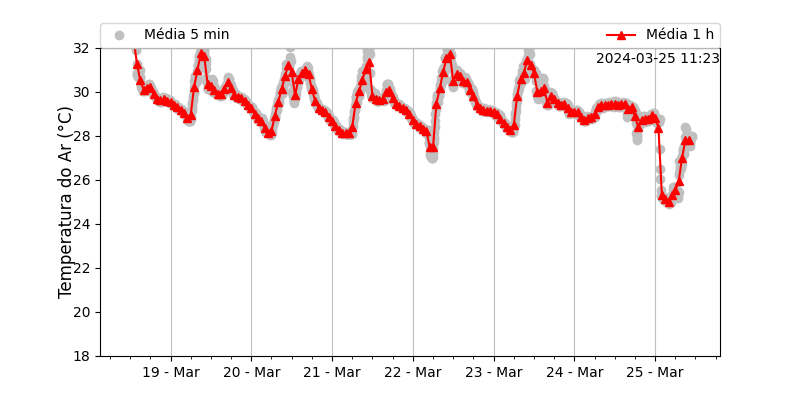 Média 5 min
Média 1 h
2024-03-25 11:23
Temperatura do Ar (°C)
32
30
28
26
24
22
20
18
19 - Mar
20 - Mar
21 - Mar
22 - Mar
23 - Mar
24 - Mar
25 - Mar